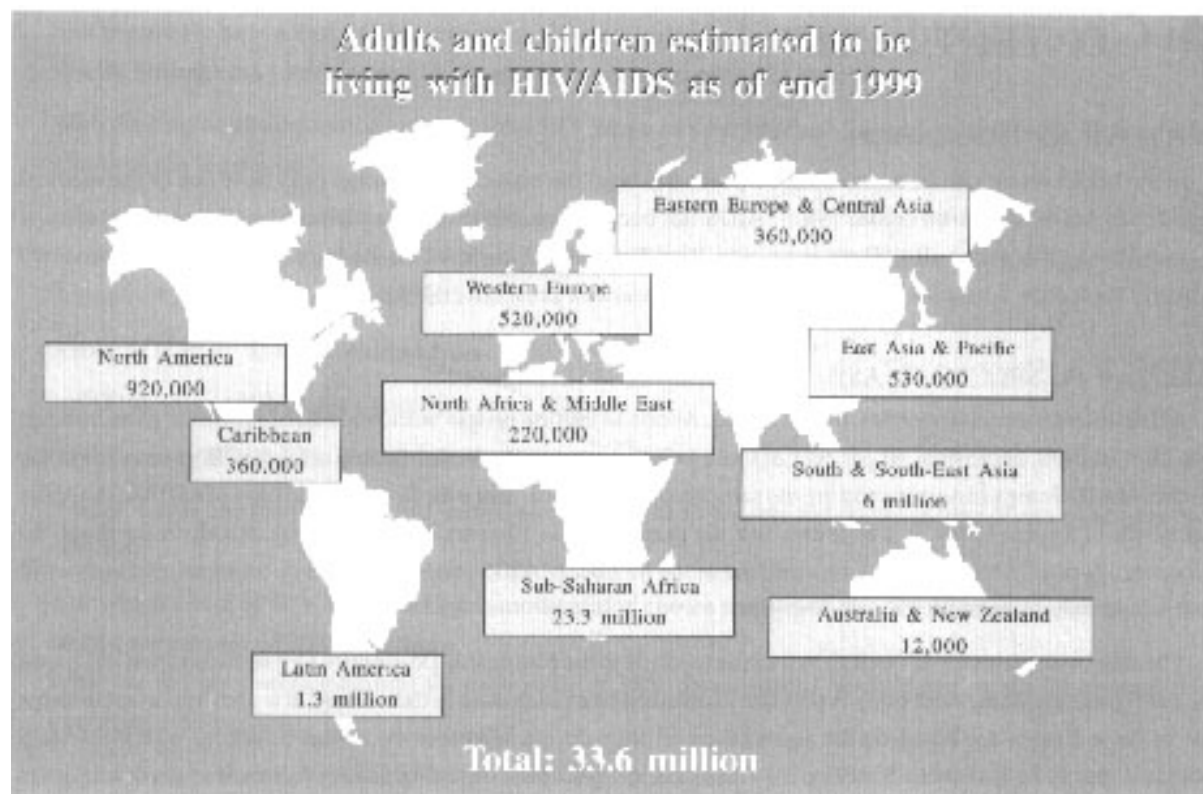 Adults and children estimated to be
living with HIV/AIDS as of end 1999
Eastern Europe & Central Asia
360,000
Western Europe
520,000
East Asia & Pacific
530,000
North America
920,000
North Africa & Middle East
220,000
Caribbean
360,000
South & South-East Asia
6 million
Sub-Saharan Africa
23.3 million
Australia & New Zealand
12,000
Latin America
1.3 million
Total: 33.6 million